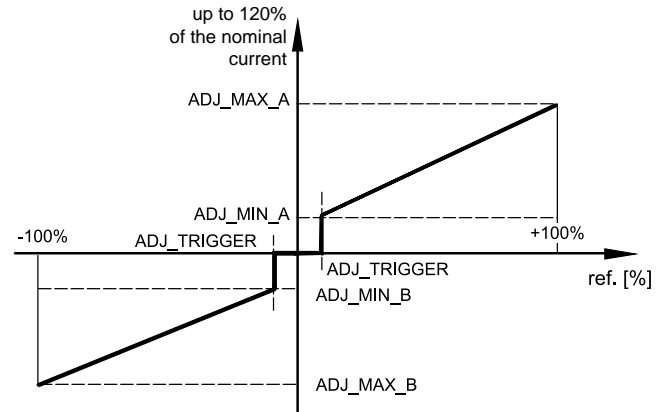 up to 120%
of the nominal
current
ADJ_MAX_A
ADJ_MIN_A
-100%
ADJ_TRIGGER
+100%
ADJ_TRIGGER
ref. [%]
ADJ_MIN_B
ADJ_MAX_B